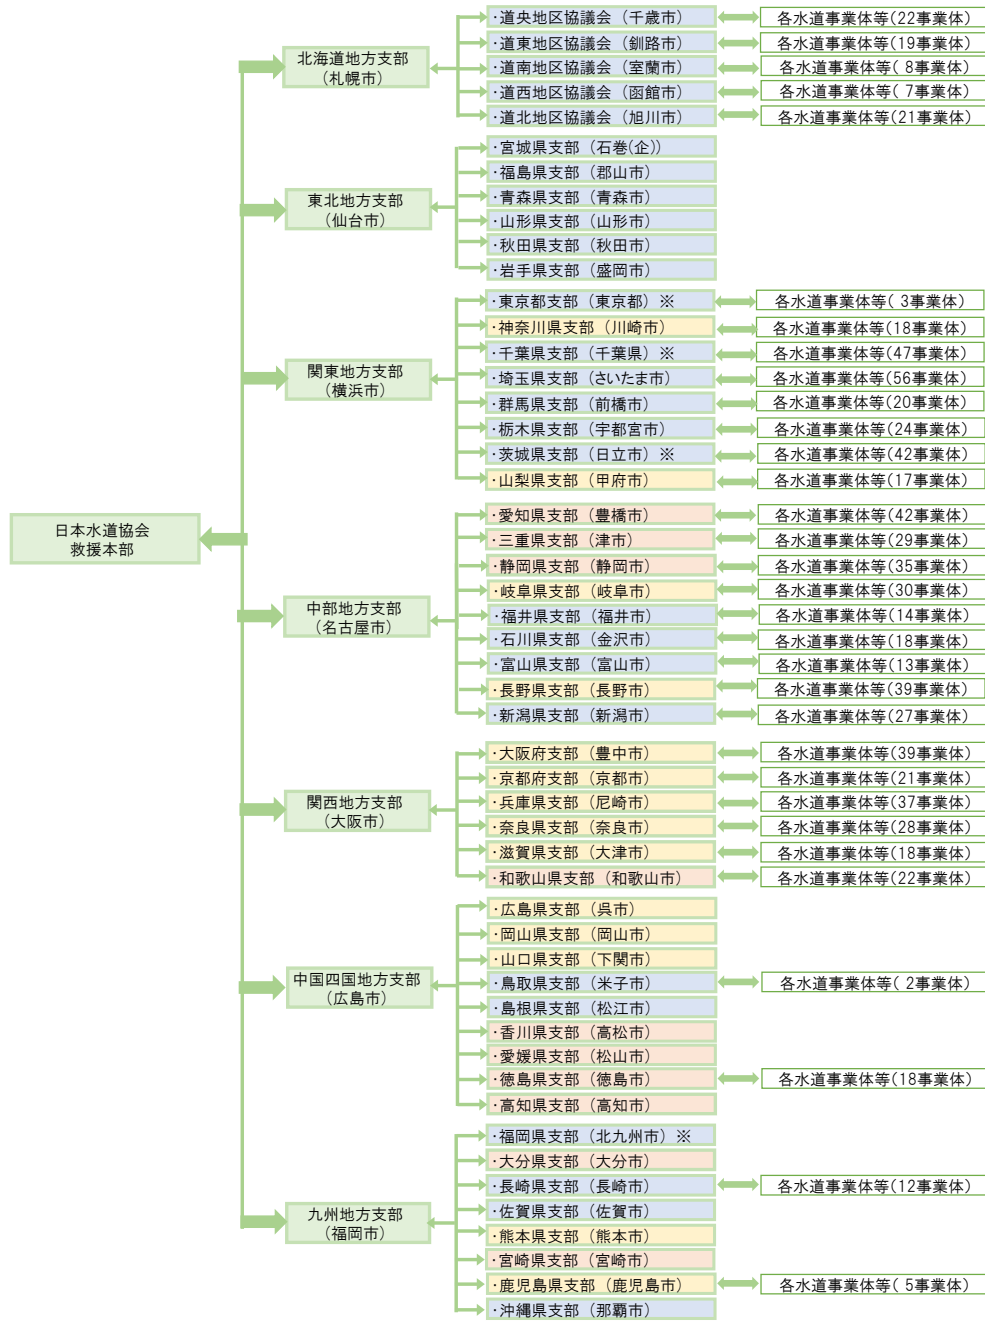 日本水道協会
救援本部
北海道地方支部
(札幌市)
・道央地区協議会（千歳市）
各水道事業体等(22事業体)
・道東地区協議会（釧路市）
各水道事業体等(19事業体)
・道南地区協議会（室蘭市）
各水道事業体等( 8事業体)
・道西地区協議会（函館市）
各水道事業体等( 7事業体)
・道北地区協議会（旭川市）
各水道事業体等(21事業体)
東北地方支部
(仙台市)
・宮城県支部（石巻(企)）
・福島県支部（郡山市）
・青森県支部（青森市）
・山形県支部（山形市）
・秋田県支部（秋田市）
・岩手県支部（盛岡市）
関東地方支部
(横浜市)
・東京都支部（東京都）※
各水道事業体等( 3事業体)
・神奈川県支部（川崎市）
各水道事業体等(18事業体)
・千葉県支部（千葉県）※
各水道事業体等(47事業体)
・埼玉県支部（さいたま市）
各水道事業体等(56事業体)
・群馬県支部（前橋市）
各水道事業体等(20事業体)
・栃木県支部（宇都宮市）
各水道事業体等(24事業体)
・茨城県支部（日立市）※
各水道事業体等(42事業体)
・山梨県支部（甲府市）
各水道事業体等(17事業体)
中部地方支部
(名古屋市)
・愛知県支部（豊橋市）
各水道事業体等(42事業体)
・三重県支部（津市）
各水道事業体等(29事業体)
・静岡県支部（静岡市）
各水道事業体等(35事業体)
・岐阜県支部（岐阜市）
各水道事業体等(30事業体)
・福井県支部（福井市）
各水道事業体等(14事業体)
・石川県支部（金沢市）
各水道事業体等(18事業体)
・富山県支部（富山市）
各水道事業体等(13事業体)
・長野県支部（長野市）
各水道事業体等(39事業体)
・新潟県支部（新潟市）
各水道事業体等(27事業体)
関西地方支部
(大阪市)
・大阪府支部（豊中市）
各水道事業体等(39事業体)
・京都府支部（京都市）
各水道事業体等(21事業体)
・兵庫県支部（尼崎市）
各水道事業体等(37事業体)
・奈良県支部（奈良市）
各水道事業体等(28事業体)
・滋賀県支部（大津市）
各水道事業体等(18事業体)
・和歌山県支部（和歌山市）
各水道事業体等(22事業体)
中国四国地方支部
(広島市)
・広島県支部（呉市）
・岡山県支部（岡山市）
・山口県支部（下関市）
・鳥取県支部（米子市）
各水道事業体等( 2事業体)
・島根県支部（松江市）
・香川県支部（高松市）
・愛媛県支部（松山市）
・徳島県支部（徳島市）
各水道事業体等(18事業体)
・高知県支部（高知市）
九州地方支部
(福岡市)
・福岡県支部（北九州市）※
・大分県支部（大分市）
・長崎県支部（長崎市）
各水道事業体等(12事業体)
・佐賀県支部（佐賀市）
・熊本県支部（熊本市）
・宮崎県支部（宮崎市）
・鹿児島県支部（鹿児島市）
各水道事業体等( 5事業体)
・沖縄県支部（那覇市）